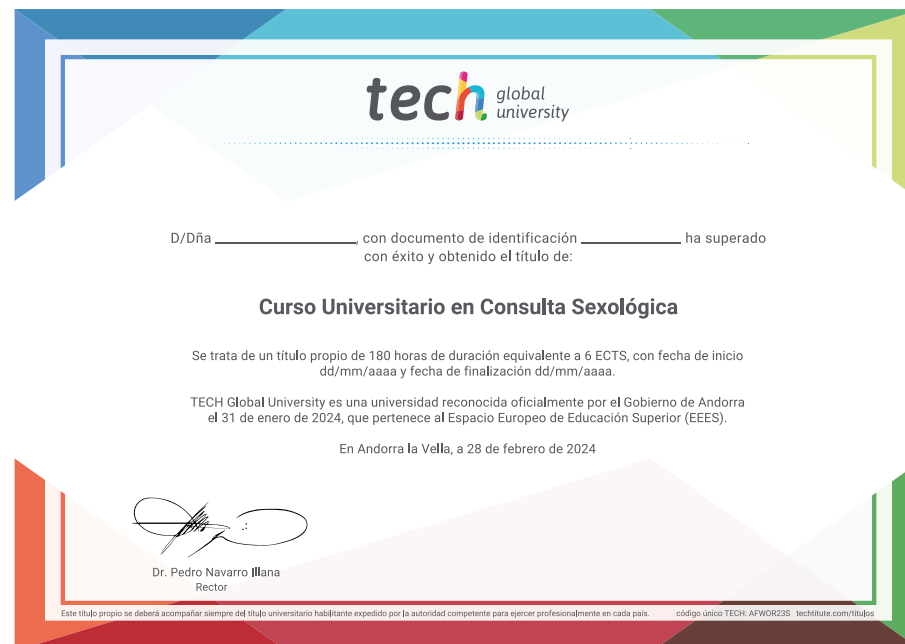 tech global university
D/Dña ____________________, con documento de identificación ______________ ha superado
con éxito y obtenido el título de:
Curso Universitario en Consulta Sexológica
Se trata de un título propio de 180 horas de duración equivalente a 6 ECTS, con fecha de inicio
dd/mm/aaaa y fecha de finalización dd/mm/aaaa.
TECH Global University es una universidad reconocida oficialmente por el Gobierno de Andorra
el 31 de enero de 2024, que pertenece al Espacio Europeo de Educación Superior (EEES).
En Andorra la Vella, a 28 de febrero de 2024
Dr. Pedro Navarro Illana
Rector
Este título propio se deberá acompañar siempre del título universitario habilitante expedido por la autoridad competente para ejercer profesionalmente en cada país. código único TECH: AFWOR23S techtitute.com/titulos